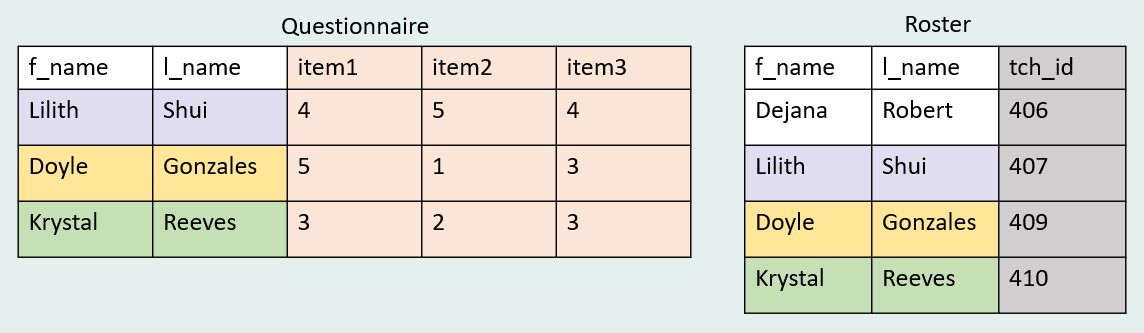 Questionnaire
f_name l_name item1 item2 item3
Lilith Shui 4 5 4
Doyle Gonzales 5 1 3
Krystal Reeves 3 2 3
Roster
f_name l_name tch_id
Dejana Robert 406
Lilith Shui 407
Doyle Gonzales 409
Krystal Reeves 410